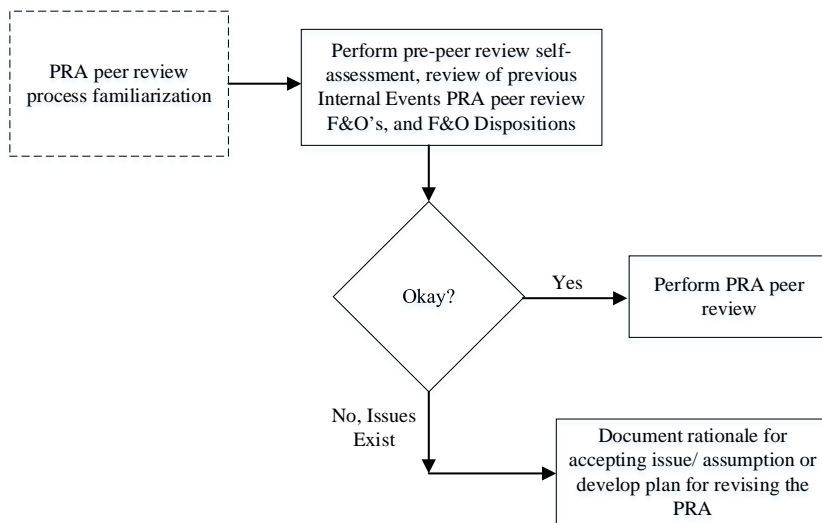 PRA peer review
process familiarization
Perform pre-peer review self-
assessment, review of previous
Internal Events PRA peer review
F&O's, and F&O Dispositions
Okay?
Yes
Perform PRA peer
review
No, Issues
Exist
Document rationale for
accepting issue/ assumption or
develop plan for revising the
PRA